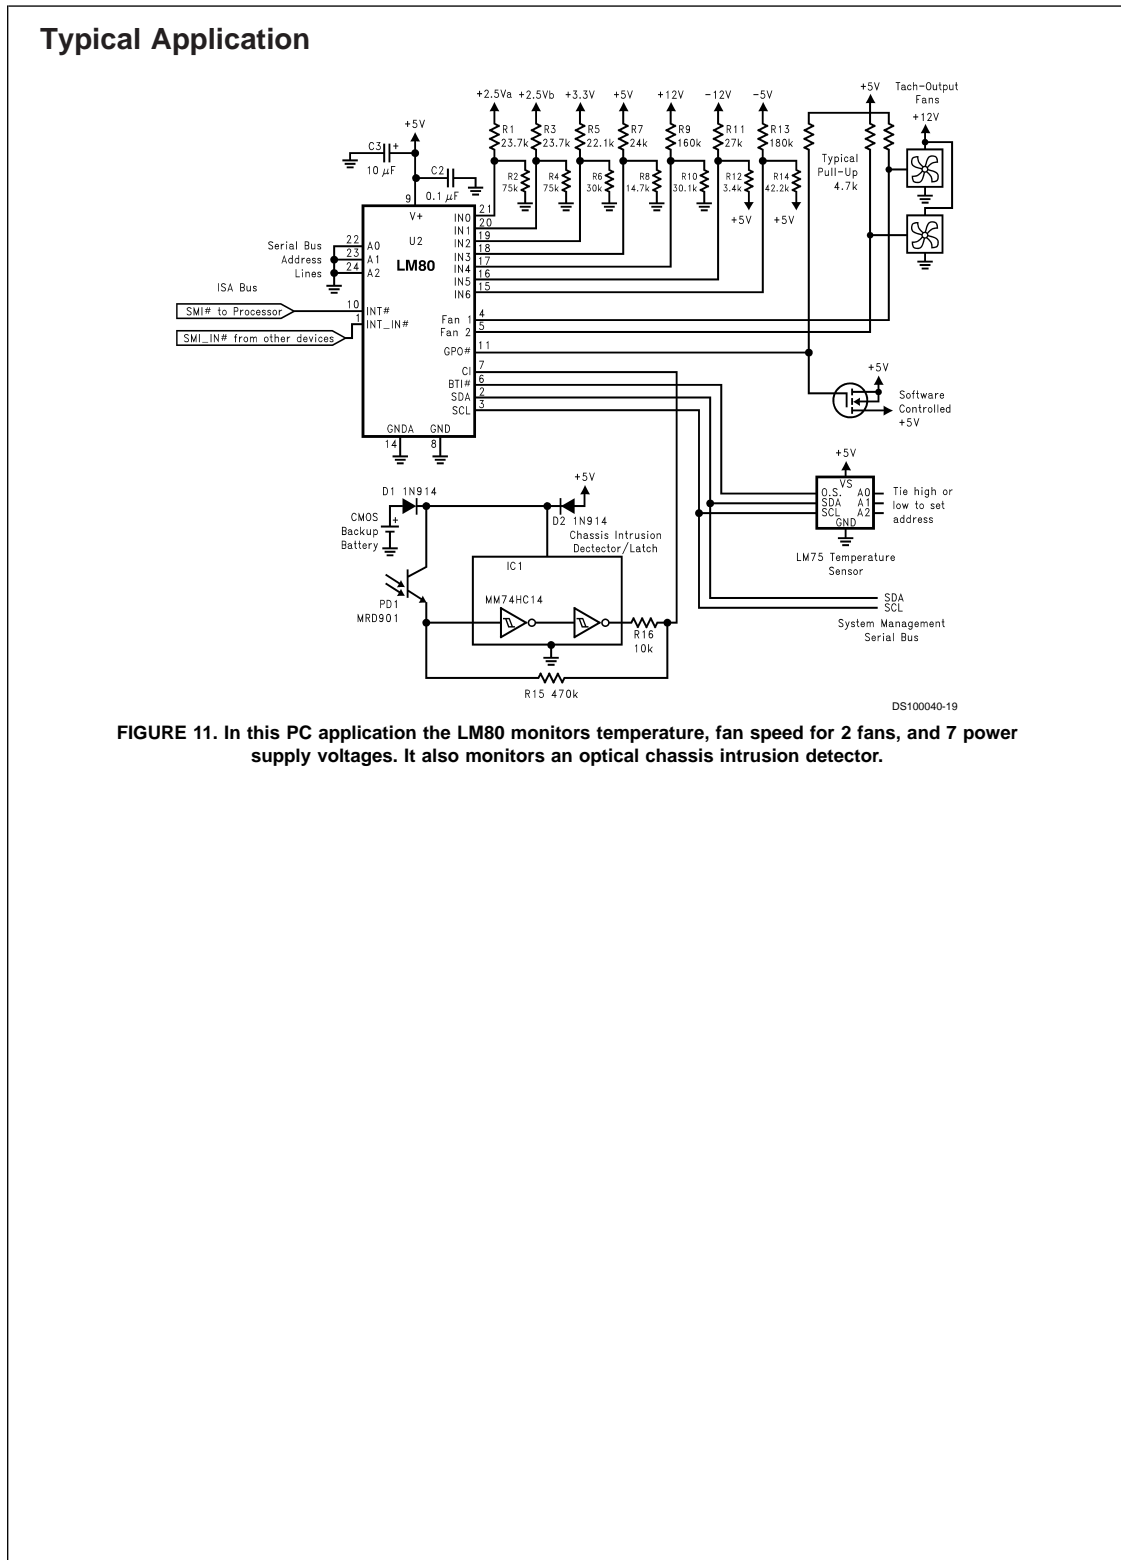 Typical Application
+2.5Va +2.5Vb +3.3V +5V +12V -12V -5V
+5V
Tach-Output
Fans
+12V
+5V
C3 +
10 µF
C2
0.1 µF
R1
23.7k
R3
23.7k
R5
22.1k
R7
24k
R9
160k
R11
27k
R13
180k
R2
75k
R4
75k
R6
30k
R8
14.7k
R10
30.1k
R12
3.4k
R14
42.2k
+5V +5V
Typical
Pull-Up
4.7k
9
V+
U2
LM80
Serial Bus
Address
Lines
22 A0
23 A1
24 A2
ISA Bus
SMI# to Processor
10 INT#
SMI_IN# from other devices
1 INT_IN#
IN0 21
IN1 20
IN2 19
IN3 18
IN4 17
IN5 16
IN6 15
Fan 1 4
Fan 2 5
GPO# 11
CI 7
BTI# 6
SDA 2
SCL 3
GNDA GND
14 8
+5V
Software
Controlled
+5V
+5V
VS
O.S. A0
SDA A1
SCL A2
GND
Tie high or
low to set
address
LM75 Temperature
Sensor
SDA
SCL
System Management
Serial Bus
D1 1N914
+5V
D2 1N914
CMOS
Backup
Battery
+
Chassis Intrusion
Dectector/Latch
IC1
MM74HC14
PD1
MRD901
R16
10k
R15 470k
DS100040-19
FIGURE 11. In this PC application the LM80 monitors temperature, fan speed for 2 fans, and 7 power
supply voltages. It also monitors an optical chassis intrusion detector.